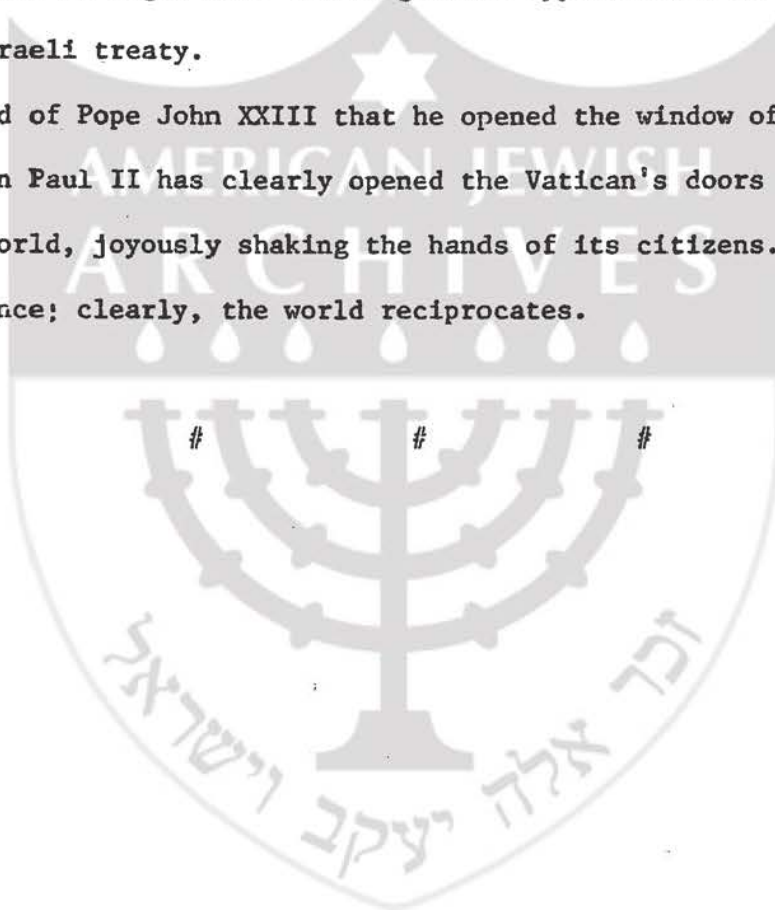 raeli treaty.
d of Pope John XXIII that he opened the window of
n Paul II has clearly opened the Vatican's doors
orld, joyously shaking the hands of its citizens.
nce; clearly, the world reciprocates.
AMERICAN JEWISH
ARCHIVES
# # #
זכר אלה יעקב וישראל